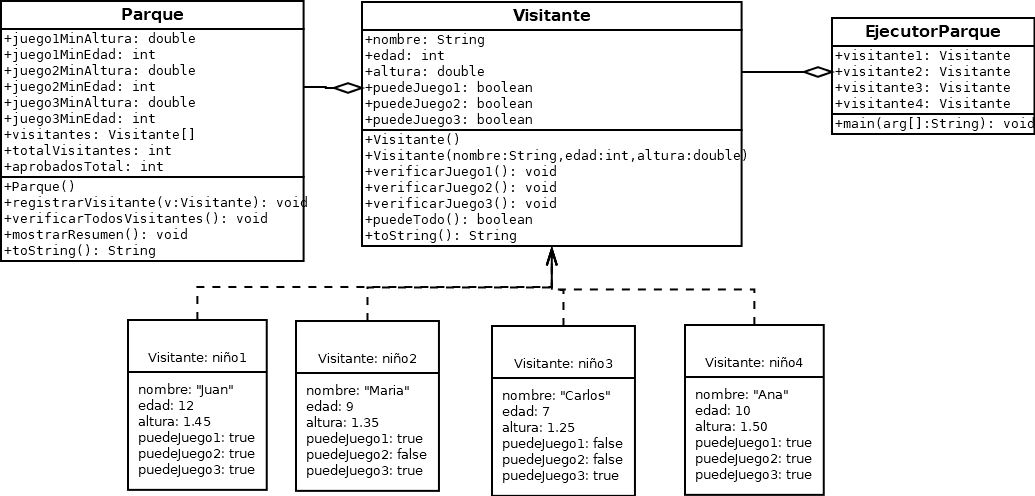 Parque
+juego1MinAltura: double
+juego1MinEdad: int
+juego2MinAltura: double
+juego2MinEdad: int
+juego3MinAltura: double
+juego3MinEdad: int
+visitantes: Visitante[]
+totalVisitantes: int
+aprobadosTotal: int
+Parque()
+registrarVisitante(v:Visitante): void
+verificarTodosVisitantes(): void
+mostrarResumen(): void
+toString(): String
Visitante
+nombre: String
+edad: int
+altura: double
+puedeJuego1: boolean
+puedeJuego2: boolean
+puedeJuego3: boolean
+Visitante()
+Visitante(nombre:String,edad:int,altura:double)
+verificarJuego1(): void
+verificarJuego2(): void
+verificarJuego3(): void
+puedeTodo(): boolean
+toString(): String
EjecutorParque
+visitante1: Visitante
+visitante2: Visitante
+visitante3: Visitante
+visitante4: Visitante
+main(arg[]:String): void
Visitante: niño1
nombre: "Juan"
edad: 12
altura: 1.45
puedeJuego1: true
puedeJuego2: true
puedeJuego3: true
Visitante: niño2
nombre: "Maria"
edad: 9
altura: 1.35
puedeJuego1: true
puedeJuego2: false
puedeJuego3: true
Visitante: niño3
nombre: "Carlos"
edad: 7
altura: 1.25
puedeJuego1: false
puedeJuego2: false
puedeJuego3: true
Visitante: niño4
nombre: "Ana"
edad: 10
altura: 1.50
puedeJuego1: true
puedeJuego2: true
puedeJuego3: true